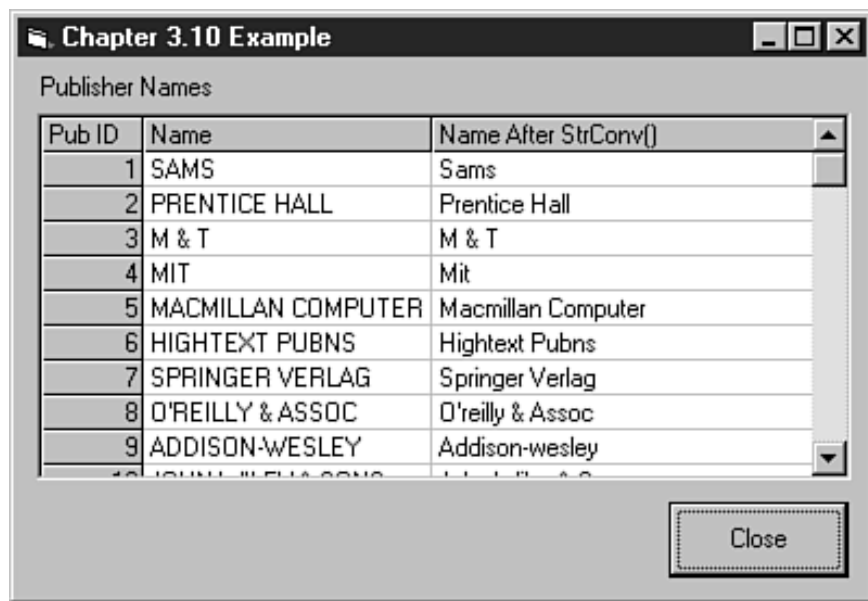 Chapter 3.10 Example
Publisher Names
Pub ID Name Name After StrConv()
1 SAMS Sams
2 PRENTICE HALL Prentice Hall
3 M & T M & T
4 MIT Mit
5 MACMILLAN COMPUTER Macmillan Computer
6 HIGHTEXT PUBNS Hightext Pubns
7 SPRINGER VERLAG Springer Verlag
8 O'REILLY & ASSOC O'reilly & Assoc
9 ADDISON-WESLEY Addison-wesley
Close